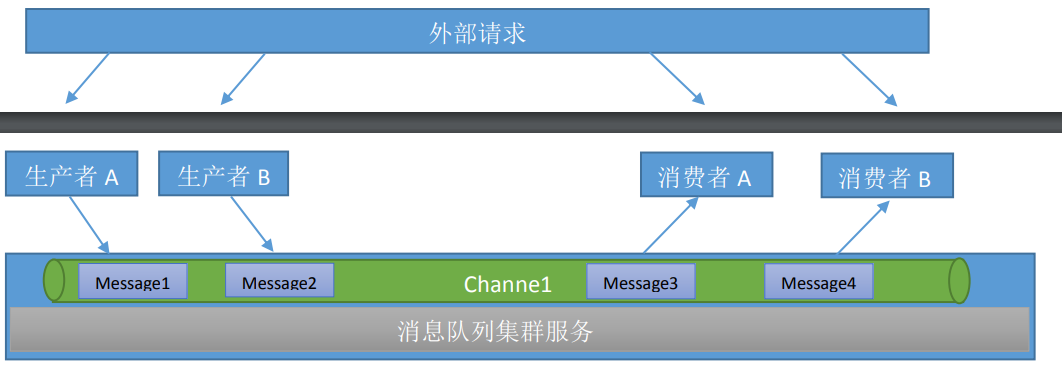 外部请求
生产者 A
生产者 B
消费者 A
消费者 B
Message1
Message2
Channe1
Message3
Message4
消息队列集群服务